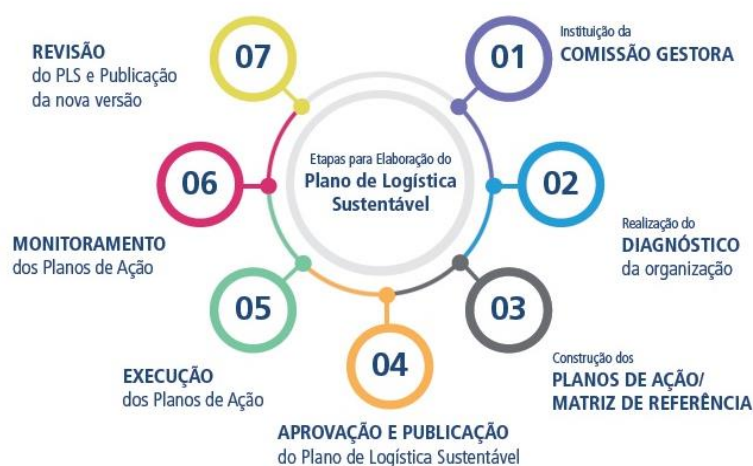 Etapas para Elaboração do
Plano de Logística
Sustentável
01
Instituição da
COMISSÃO GESTORA
02
Realização do
DIAGNÓSTICO
da organização
03
Construção dos
PLANOS DE AÇÃO/
MATRIZ DE REFERÊNCIA
04
APROVAÇÃO E PUBLICAÇÃO
do Plano de Logística Sustentável
05
EXECUÇÃO
dos Planos de Ação
06
MONITORAMENTO
dos Planos de Ação
07
REVISÃO
do PLS e Publicação
da nova versão